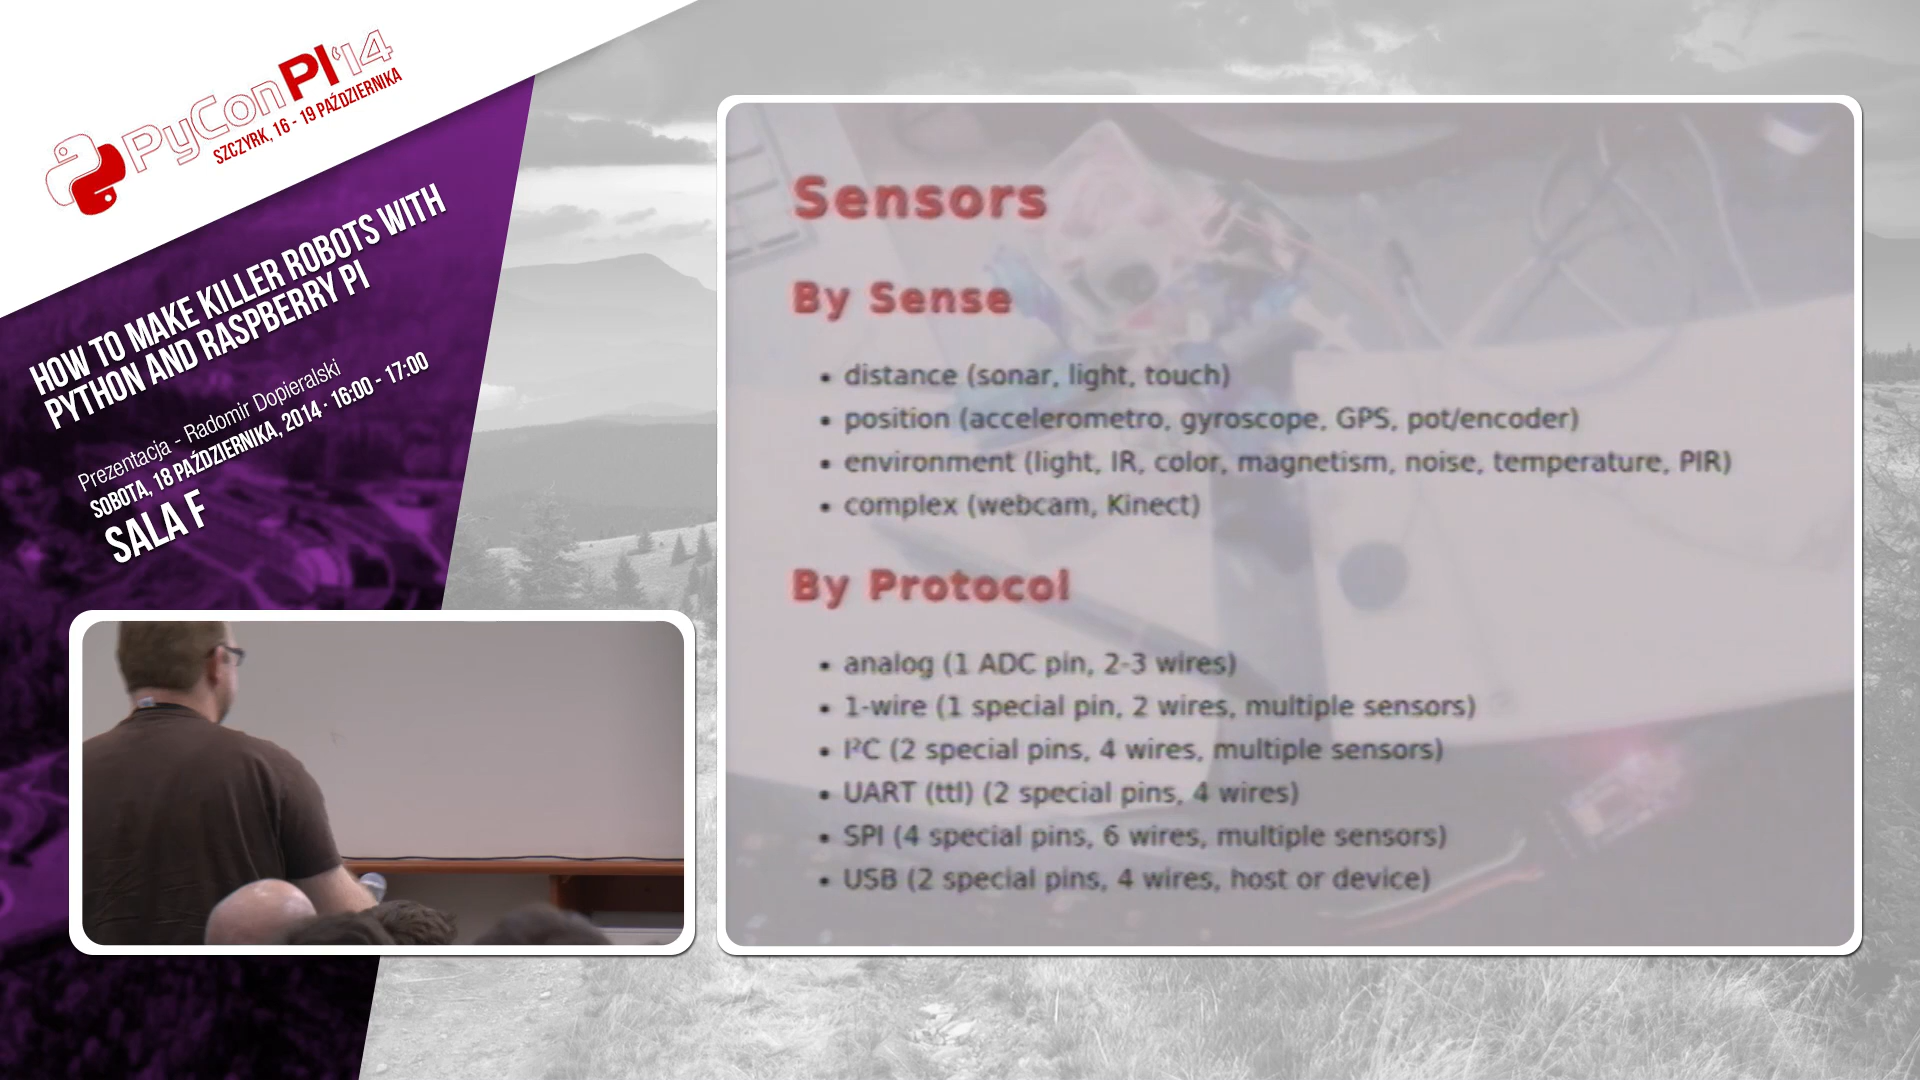 PyConPl'14
SZCZYRK, 16 - 19 PAŹDZIERNIKA
HOW TO MAKE KILLER ROBOTS WITH
PYTHON AND RASPBERRY PI
Prezentacja - Radomir Dopieralski
SOBOTA, 18 PAŹDZIERNIKA, 2014 · 16:00 - 17:00
SALA F
Sensors
By Sense
• distance (sonar, light, touch)
• position (accelerometro, gyroscope, GPS, pot/encoder)
• environment (light, IR, color, magnetism, noise, temperature, PIR)
• complex (webcam, Kinect)
By Protocol
• analog (1 ADC pin, 2-3 wires)
• 1-wire (1 special pin, 2 wires, multiple sensors)
• I²C (2 special pins, 4 wires, multiple sensors)
• UART (ttl) (2 special pins, 4 wires)
• SPI (4 special pins, 6 wires, multiple sensors)
• USB (2 special pins, 4 wires, host or device)